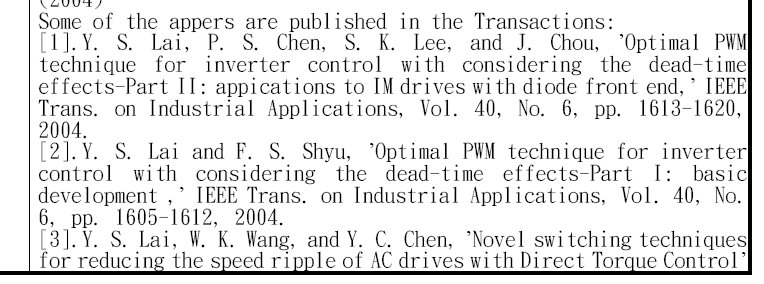 (2004)
Some of the appers are published in the Transactions:
[1].Y. S. Lai, P. S. Chen, S. K. Lee, and J. Chou, 'Optimal PWM
technique for inverter control with considering the dead-time
effects-Part II: appications to IM drives with diode front end,' IEEE
Trans. on Industrial Applications, Vol. 40, No. 6, pp. 1613-1620,
2004.
[2].Y. S. Lai and F. S. Shyu, 'Optimal PWM technique for inverter
control with considering the dead-time effects-Part I: basic
development ,' IEEE Trans. on Industrial Applications, Vol. 40, No.
6, pp. 1605-1612, 2004.
[3].Y. S. Lai, W. K. Wang, and Y. C. Chen, 'Novel switching techniques
for reducing the speed ripple of AC drives with Direct Torque Control'